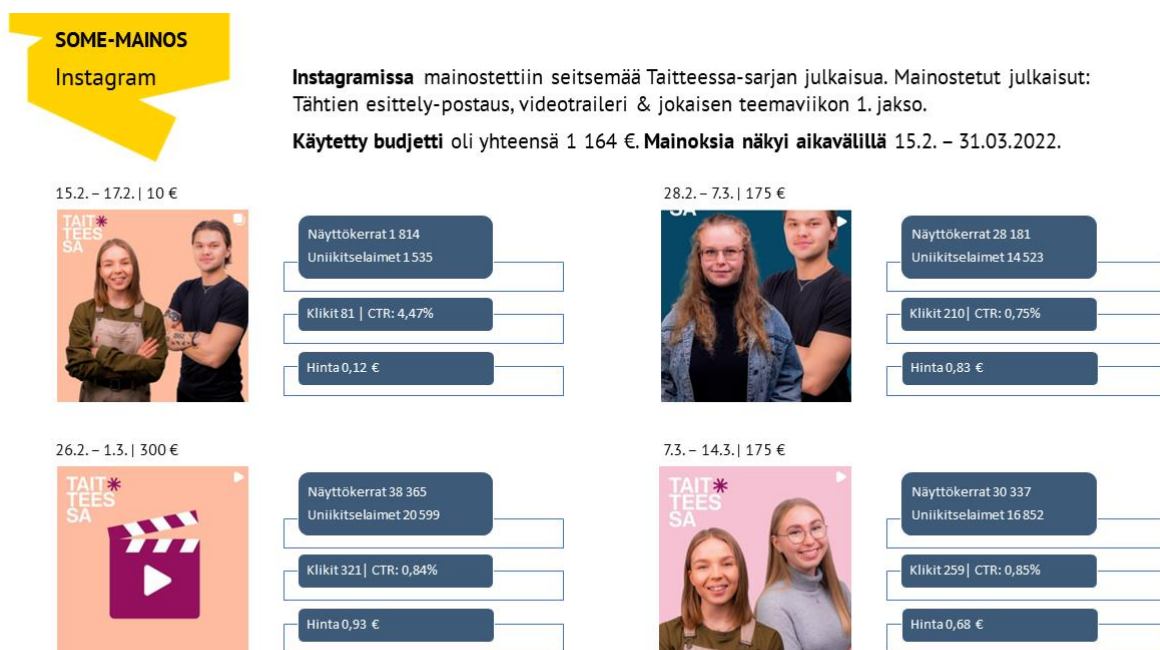 SOME-MAINOS
Instagram
Instagramissa mainostettiin seitsemää Taitteessa-sarjan julkaisua. Mainostetut julkaisut:
Tähtien esittely-postaus, videotraileri & jokaisen teemaviikon 1. jakso.
Käytetty budjetti oli yhteensä 1 164 €. Mainoksia näkyi aikavälillä 15.2. – 31.03.2022.
15.2. – 17.2. | 10 €
TAIT*
TEES
SA
Näyttökerrat 1 814
Uniikitselaimet 1 535
Klikit 81 | CTR: 4,47%
Hinta 0,12 €
28.2. – 7.3. | 175 €
SA
Näyttökerrat 28 181
Uniikitselaimet 14 523
Klikit 210 | CTR: 0,75%
Hinta 0,83 €
26.2. – 1.3. | 300 €
TAIT*
TEES
SA
Näyttökerrat 38 365
Uniikitselaimet 20 599
Klikit 321 | CTR: 0,84%
Hinta 0,93 €
7.3. – 14.3. | 175 €
TAIT*
TEES
SA
Näyttökerrat 30 337
Uniikitselaimet 16 852
Klikit 259 | CTR: 0,85%
Hinta 0,68 €